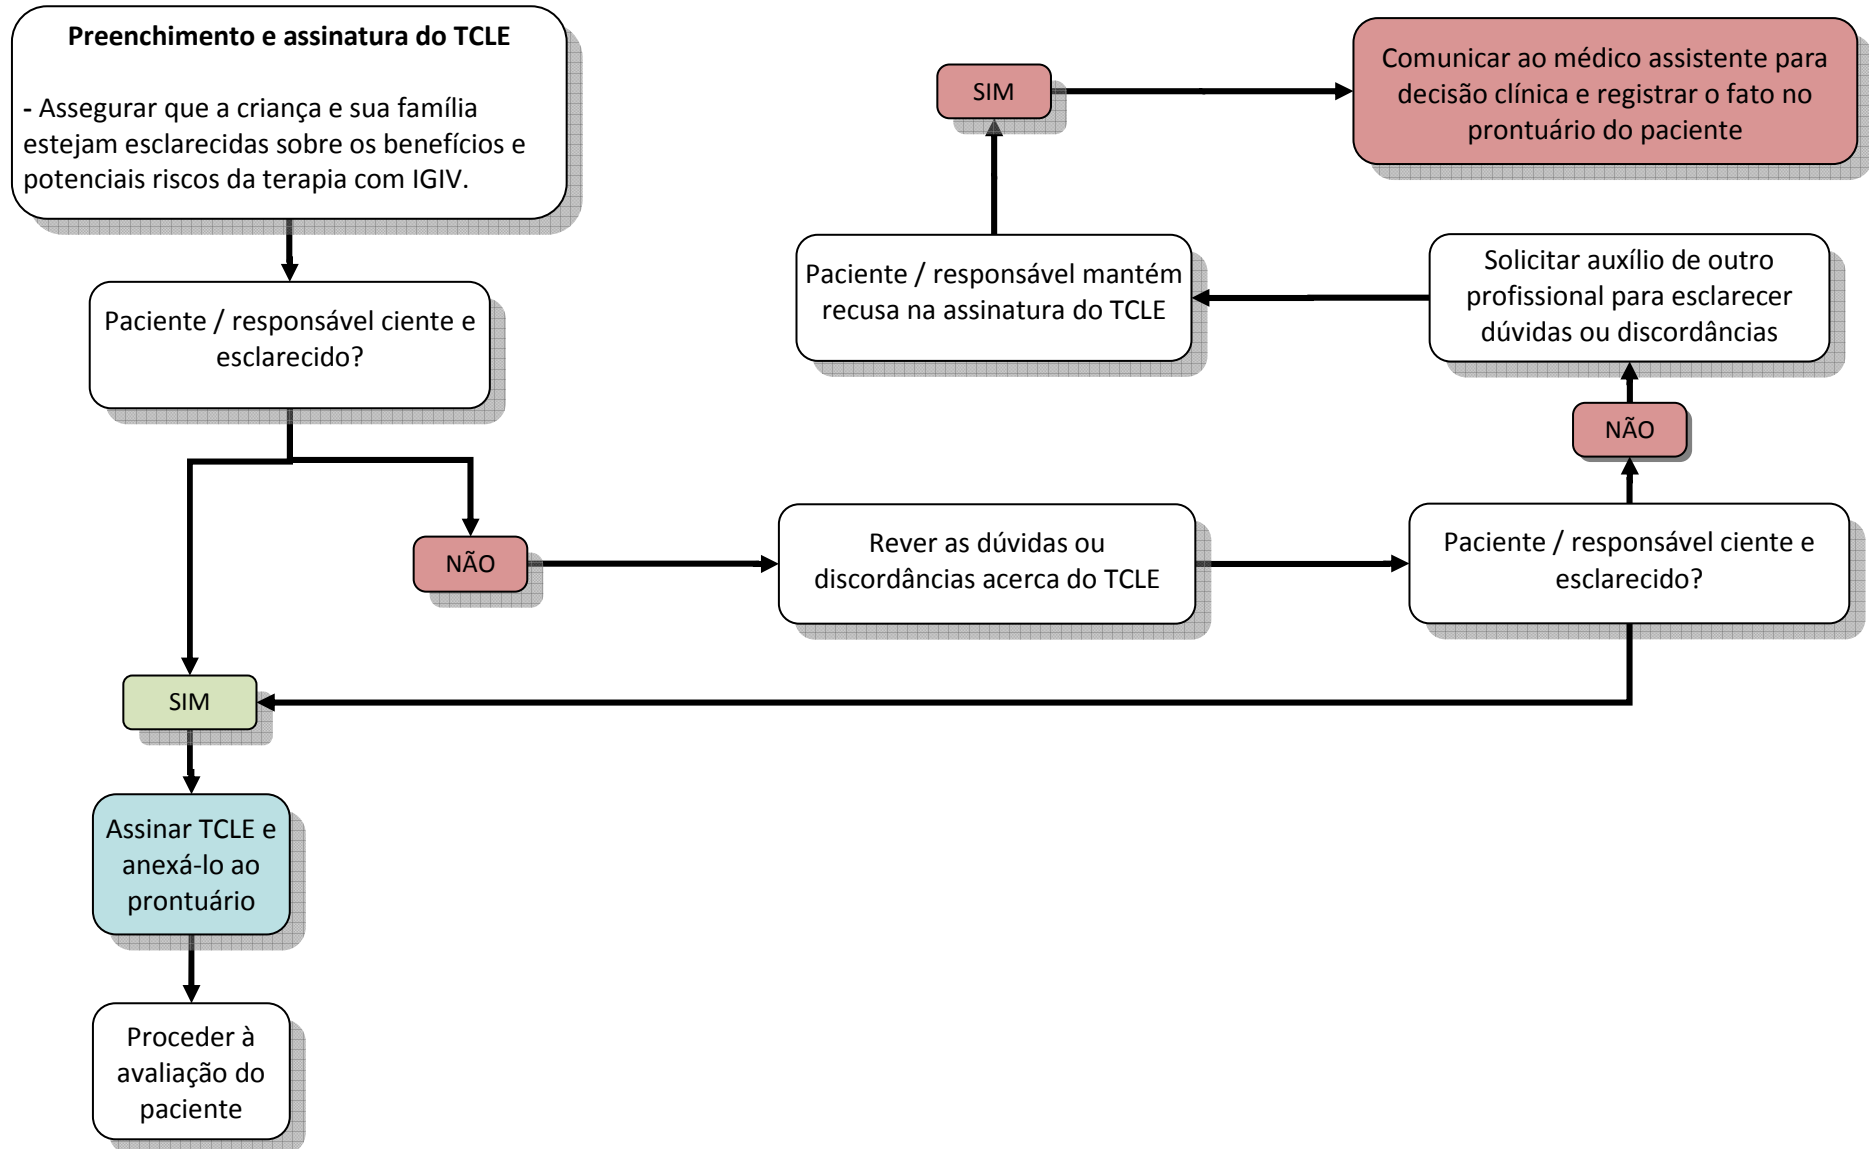 Preenchimento e assinatura do TCLE
- Assegurar que a criança e sua família
estejam esclarecidas sobre os benefícios e
potenciais riscos da terapia com IGIV.
Paciente / responsável ciente e
esclarecido?
NÃO
Rever as dúvidas ou
discordâncias acerca do TCLE
Paciente / responsável ciente e
esclarecido?
NÃO
Solicitar auxílio de outro
profissional para esclarecer
dúvidas ou discordâncias
Paciente / responsável mantém
recusa na assinatura do TCLE
SIM
Comunicar ao médico assistente para
decisão clínica e registrar o fato no
prontuário do paciente
SIM
Assinar TCLE e
anexá-lo ao
prontuário
Proceder à
avaliação do
paciente